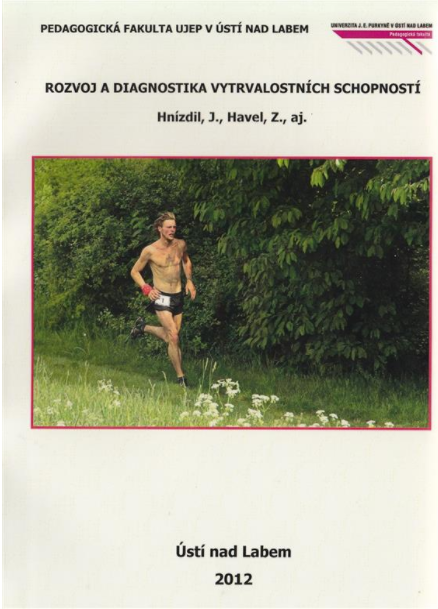 PEDAGOGICKÁ FAKULTA UJEP V ÚSTÍ NAD LABEM
UNIVERZITA J. E. PURKYNĚ V ÚSTÍ NAD LABEM
Pedagogická fakulta
ROZVOJ A DIAGNOSTIKA VYTRVALOSTNÍCH SCHOPNOSTÍ
Hnízdil, J., Havel, Z., aj.
Ústí nad Labem
2012